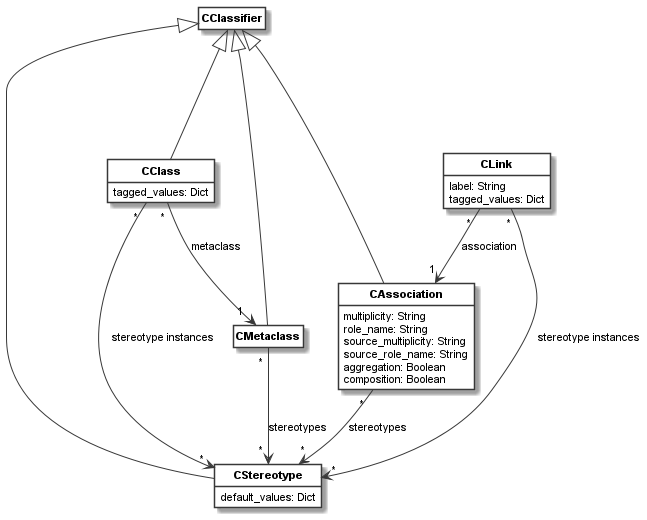 CClassifier
CClass
tagged_values: Dict
CLink
label: String
tagged_values: Dict
*
*
*
*
metaclass
association
1
CAssociation
multiplicity: String
role_name: String
source_multiplicity: String
source_role_name: String
aggregation: Boolean
composition: Boolean
1
CMetaclass
stereotype instances
stereotype instances
*
*
stereotypes
stereotypes
*
*
*
*
CStereotype
default_values: Dict